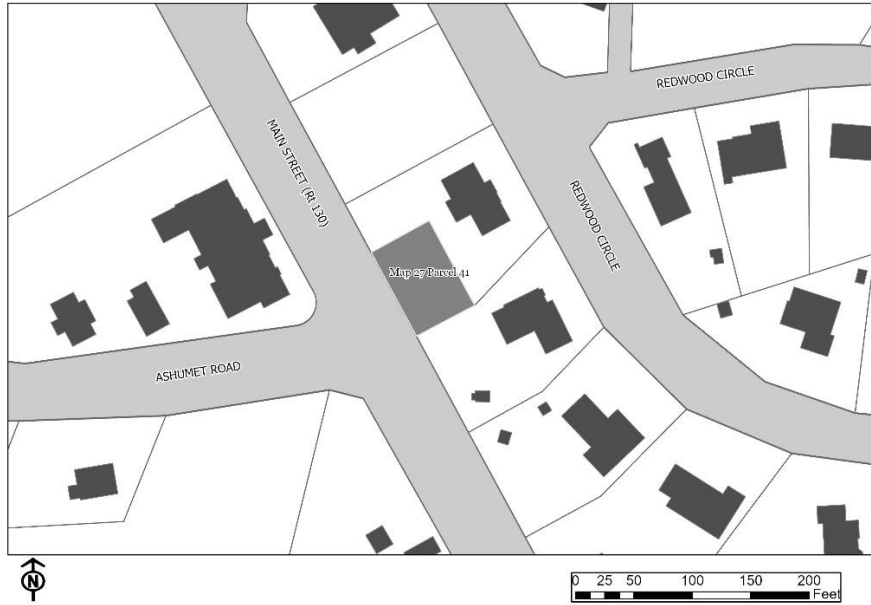 REDWOOD CIRCLE
MAIN STREET (Rt 130)
REDWOOD CIRCLE
Map 27 Parcel 41
ASHUMET ROAD
N
0 25 50 100 150 200
Feet